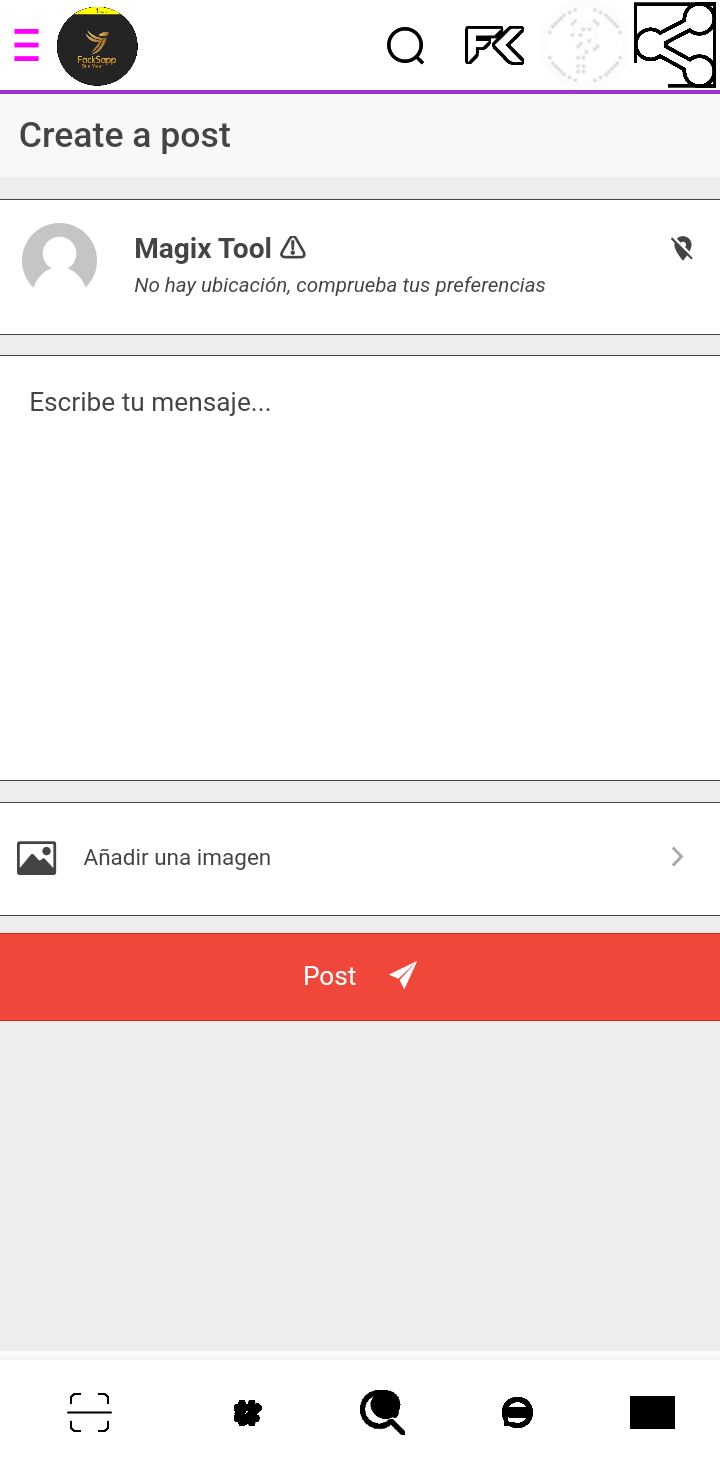 FackSapp
FK
Create a post
Magix Tool
No hay ubicación, comprueba tus preferencias
Escribe tu mensaje...
Añadir una imagen
Post
#